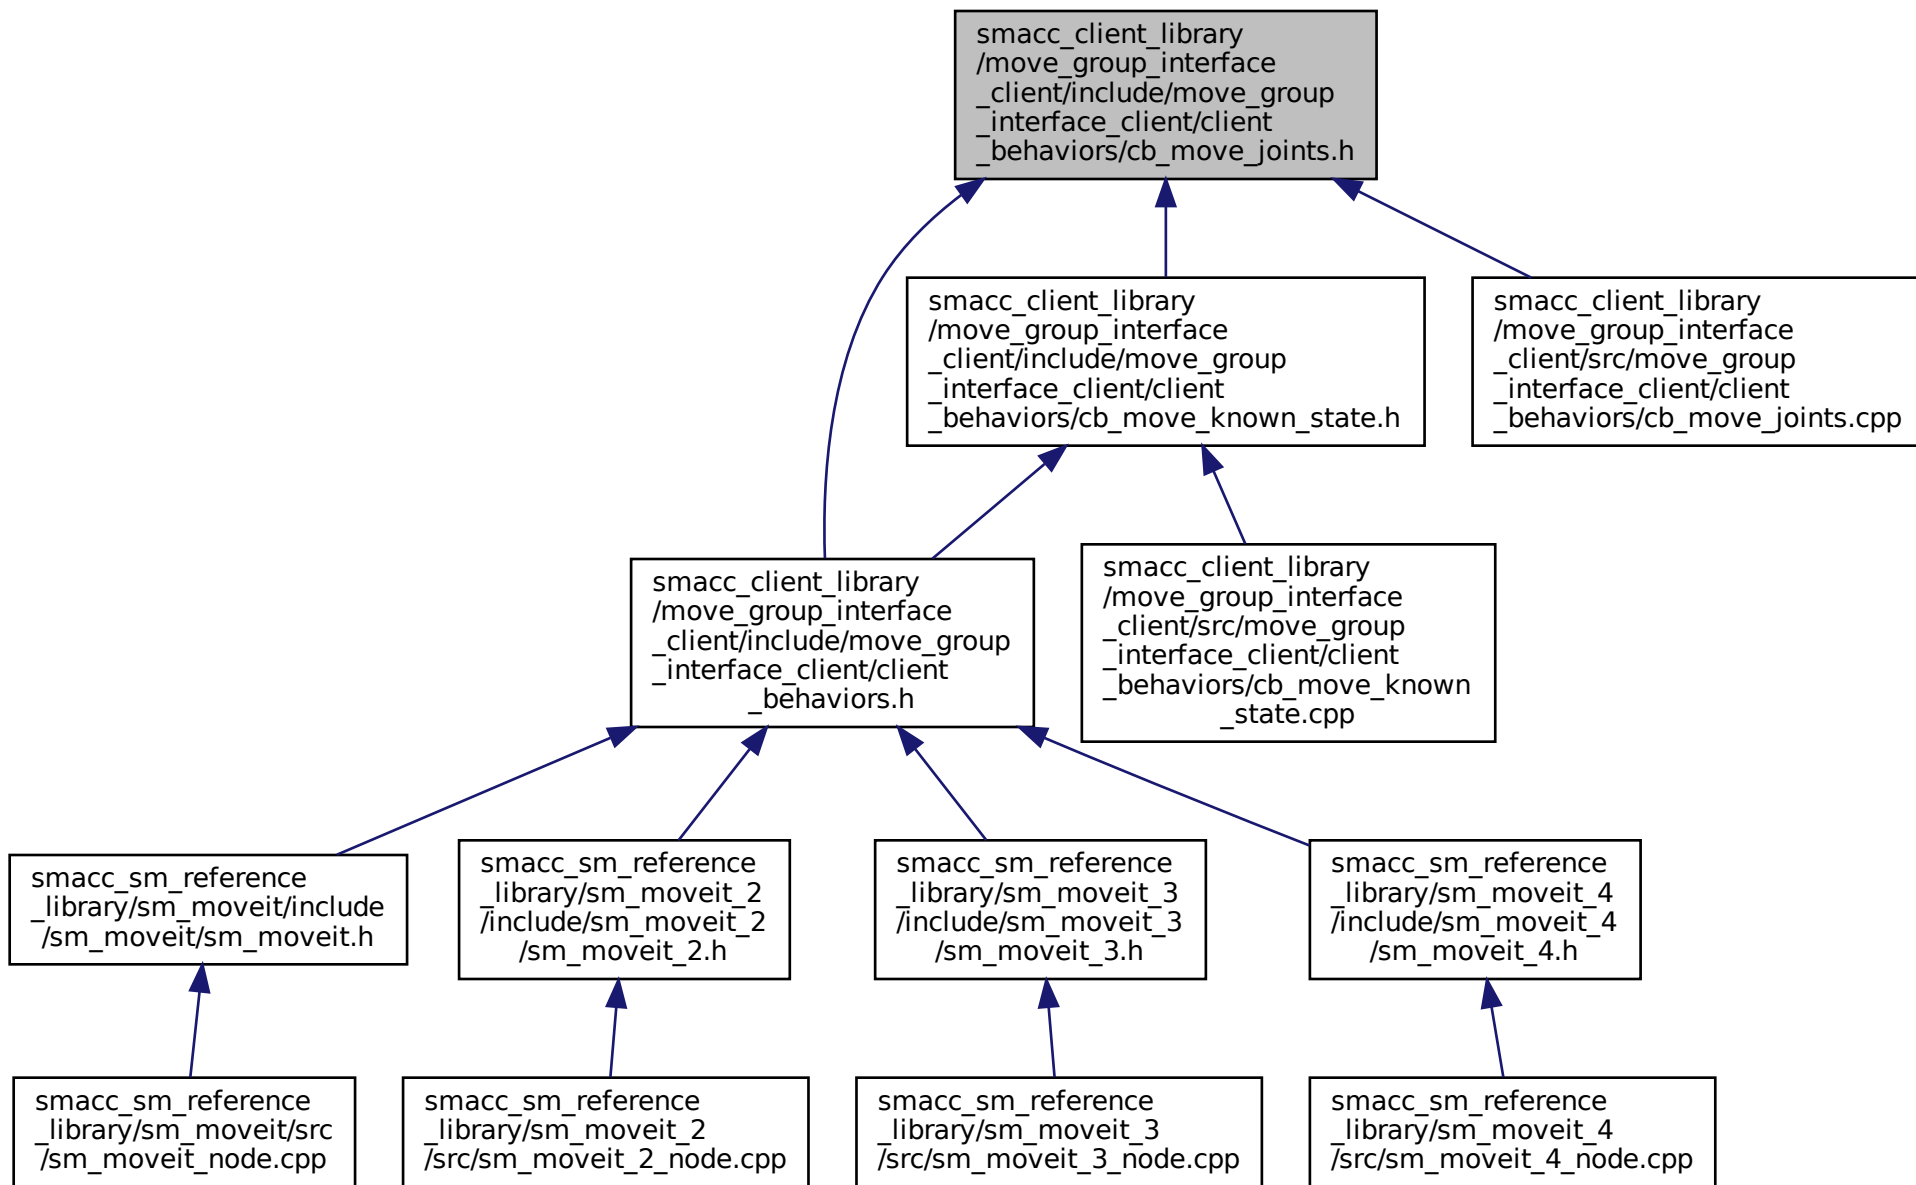 smacc_client_library
/move_group_interface
_client/include/move_group
_interface_client/client
_behaviors/cb_move_joints.h
smacc_client_library
/move_group_interface
_client/include/move_group
_interface_client/client
_behaviors/cb_move_known_state.h
smacc_client_library
/move_group_interface
_client/src/move_group
_interface_client/client
_behaviors/cb_move_joints.cpp
smacc_client_library
/move_group_interface
_client/include/move_group
_interface_client/client
_behaviors.h
smacc_client_library
/move_group_interface
_client/src/move_group
_interface_client/client
_behaviors/cb_move_known
_state.cpp
smacc_sm_reference
_library/sm_moveit/include
/sm_moveit/sm_moveit.h
smacc_sm_reference
_library/sm_moveit_2
/include/sm_moveit_2
/sm_moveit_2.h
smacc_sm_reference
_library/sm_moveit_3
/include/sm_moveit_3
/sm_moveit_3.h
smacc_sm_reference
_library/sm_moveit_4
/include/sm_moveit_4
/sm_moveit_4.h
smacc_sm_reference
_library/sm_moveit/src
/sm_moveit_node.cpp
smacc_sm_reference
_library/sm_moveit_2
/src/sm_moveit_2_node.cpp
smacc_sm_reference
_library/sm_moveit_3
/src/sm_moveit_3_node.cpp
smacc_sm_reference
_library/sm_moveit_4
/src/sm_moveit_4_node.cpp